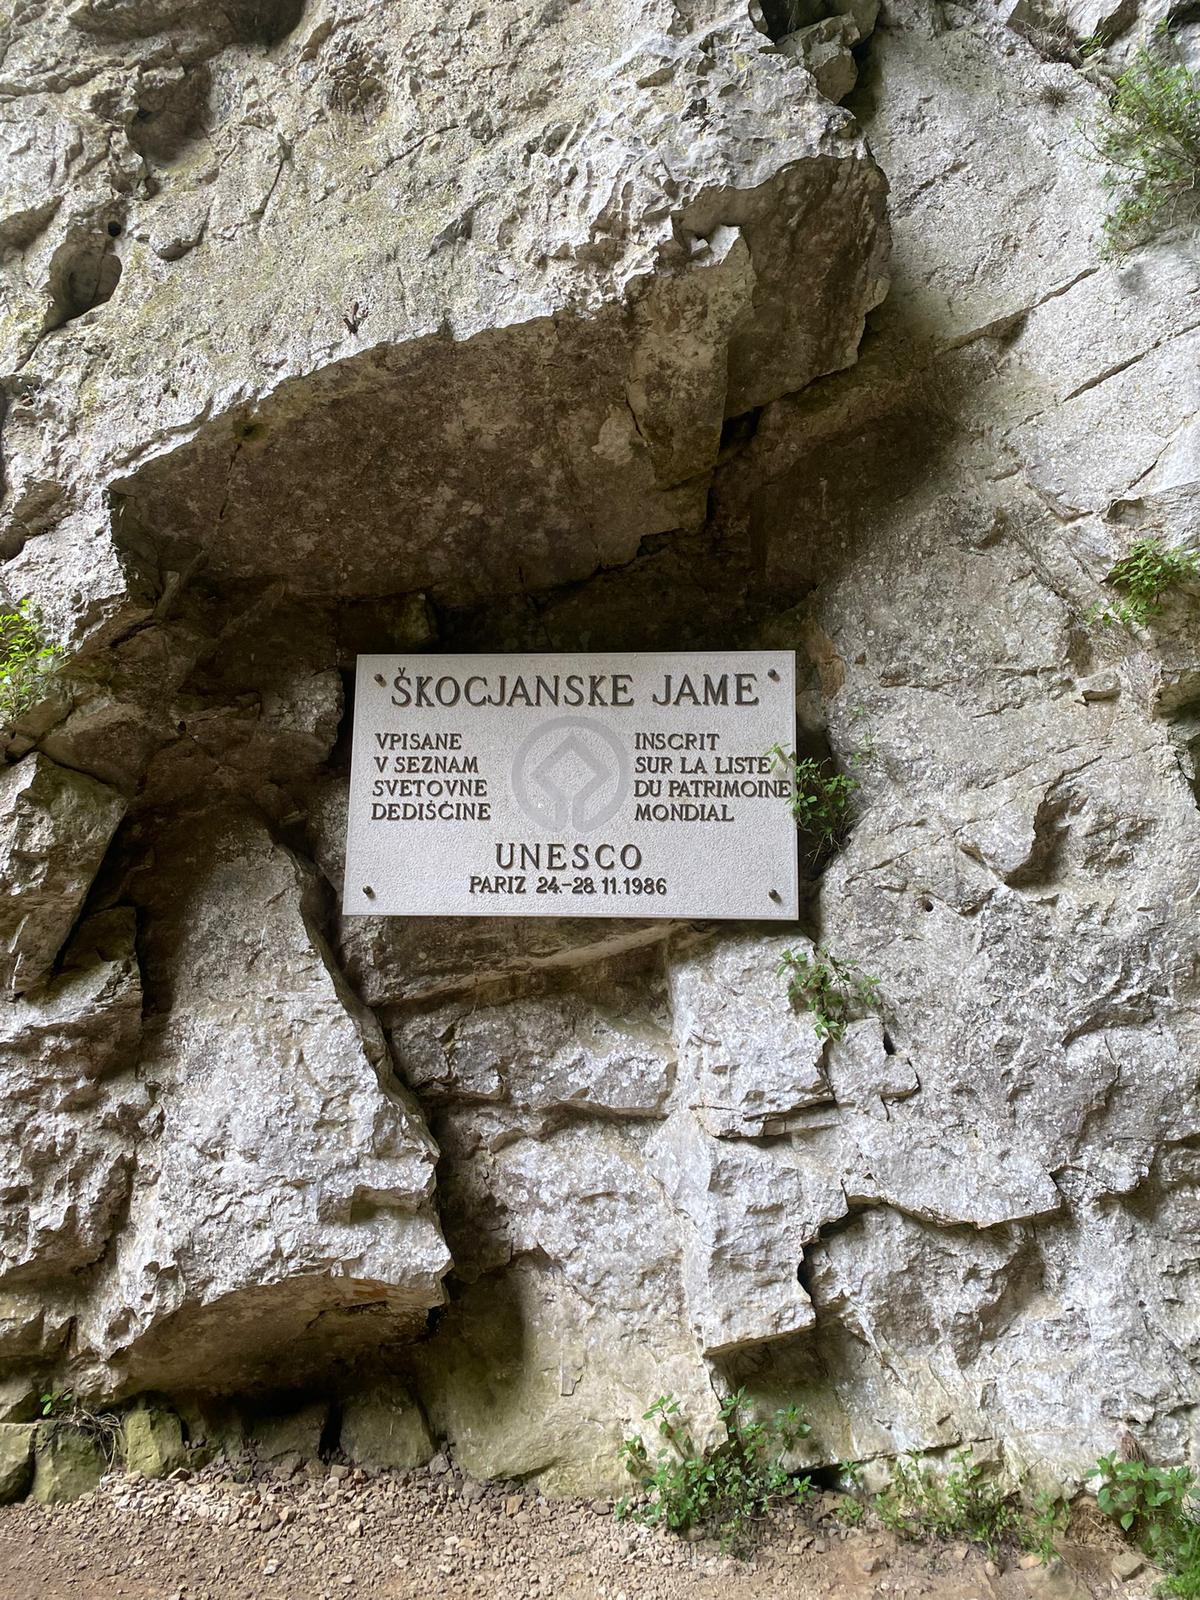 ŠKOCJANSKE JAME
VPISANE
V SEZNAM
SVETOVNE
DEDIŠČINE
INSCRIT
SUR LA LISTE
DU PATRIMOINE
MONDIAL
UNESCO
PARIZ 24.-28.11.1986